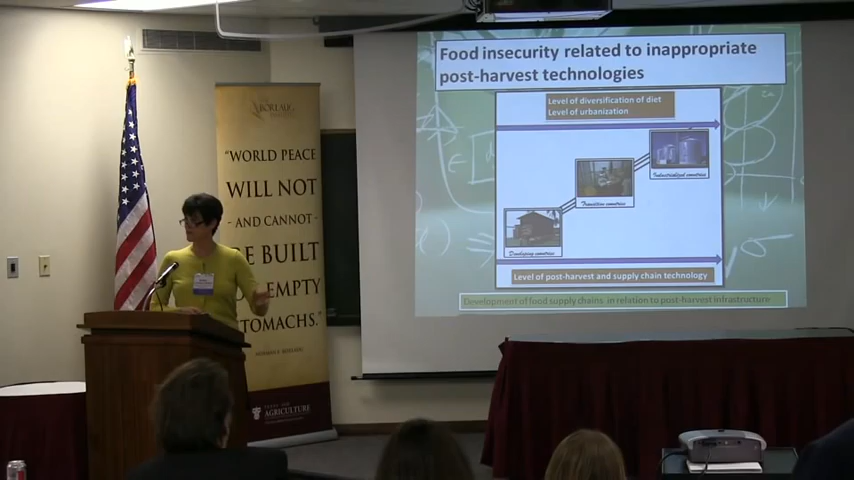 Food insecurity related to inappropriate
post-harvest technologies
Level of diversification of diet
Level of urbanization
Industrialized countries
Transition countries
Developing countries
Level of post-harvest and supply chain technology
Development of food supply chains in relation to post-harvest infrastructure
BORLAUG
"WORLD PEACE
WILL NOT
- AND CANNOT -
BE BUILT
EMPTY
STOMACHS."
AGRICULTURE